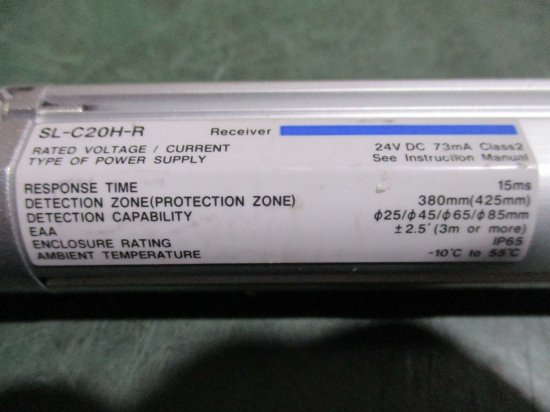 SL-C20H-R Receiver
RATED VOLTAGE / CURRENT 24V DC 73mA Class2
TYPE OF POWER SUPPLY See Instruction Manual
RESPONSE TIME 15ms
DETECTION ZONE(PROTECTION ZONE) 380mm(425mm)
DETECTION CAPABILITY ϕ25/ϕ45/ϕ65/ϕ85mm
EAA ±2.5°(3m or more)
ENCLOSURE RATING IP65
AMBIENT TEMPERATURE -10℃ to 55℃